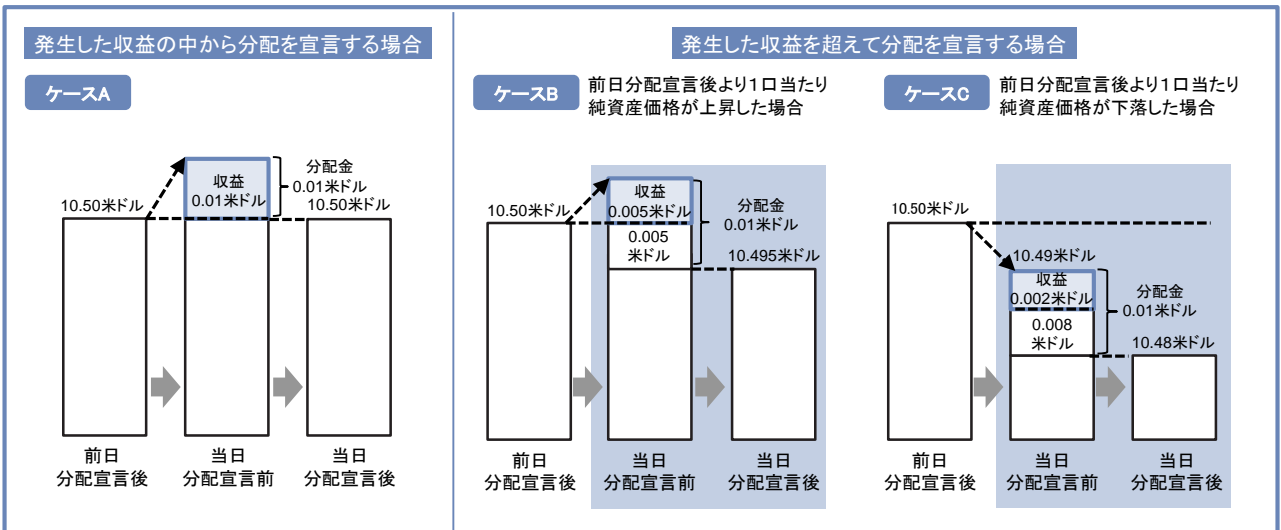 発生した収益の中から分配を宣言する場合
ケースA
10.50米ドル
収益
0.01米ドル
分配金
0.01米ドル
10.50米ドル
前日
分配宣言後
当日
分配宣言前
当日
分配宣言後
発生した収益を超えて分配を宣言する場合
ケースB
前日分配宣言後より1口当たり
純資産価格が上昇した場合
10.50米ドル
収益
0.005米ドル
0.005
米ドル
分配金
0.01米ドル
10.495米ドル
前日
分配宣言後
当日
分配宣言前
当日
分配宣言後
ケースC
前日分配宣言後より1口当たり
純資産価格が下落した場合
10.50米ドル
10.49米ドル
収益
0.002米ドル
0.008
米ドル
分配金
0.01米ドル
10.48米ドル
前日
分配宣言後
当日
分配宣言前
当日
分配宣言後